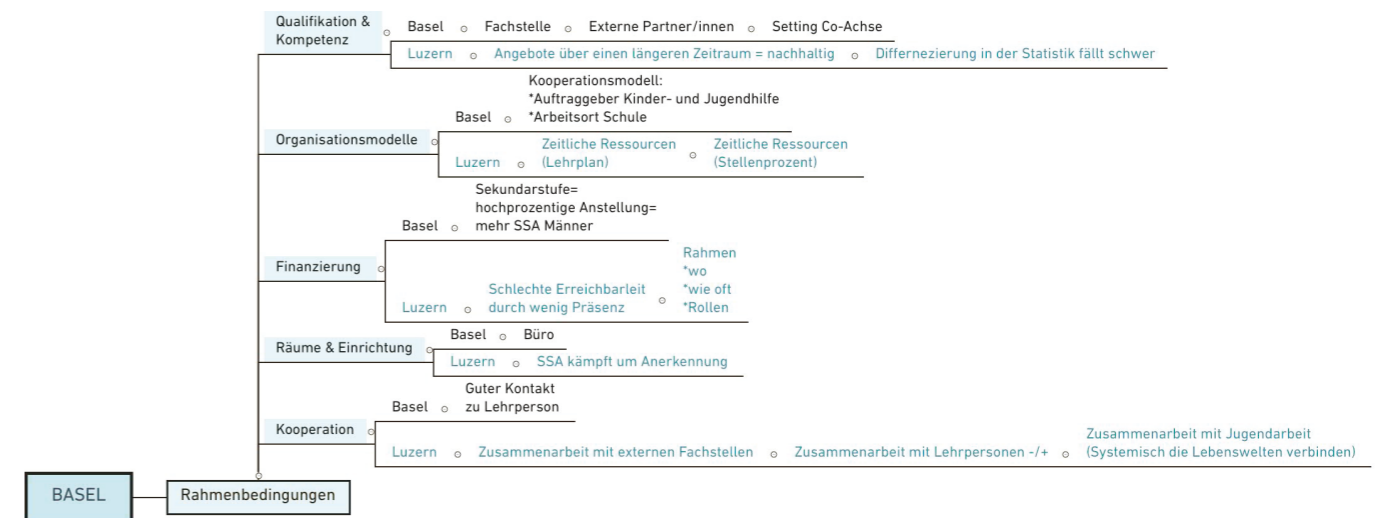 Qualifikation &
Kompetenz
Basel Fachstelle Externe Partner/innen Setting Co-Achse
Luzern Angebote über einen längeren Zeitraum = nachhaltig Differnezierung in der Statistik fällt schwer
Organisationsmodelle
Kooperationsmodell:
*Auftraggeber Kinder- und Jugendhilfe
Basel *Arbeitsort Schule
Zeitliche Ressourcen Zeitliche Ressourcen
Luzern (Lehrplan) (Stellenprozent)
Finanzierung
Sekundarstufe=
hochprozentige Anstellung=
Basel mehr SSA Männer
Rahmen
*wo
Schlechte Erreichbarleit *wie oft
Luzern durch wenig Präsenz *Rollen
Räume & Einrichtung
Basel Büro
Luzern SSA kämpft um Anerkennung
Kooperation
Guter Kontakt
Basel zu Lehrperson
Zusammenarbeit mit Jugendarbeit
Luzern Zusammenarbeit mit externen Fachstellen Zusammenarbeit mit Lehrpersonen -/+ (Systemisch die Lebenswelten verbinden)
BASEL Rahmenbedingungen